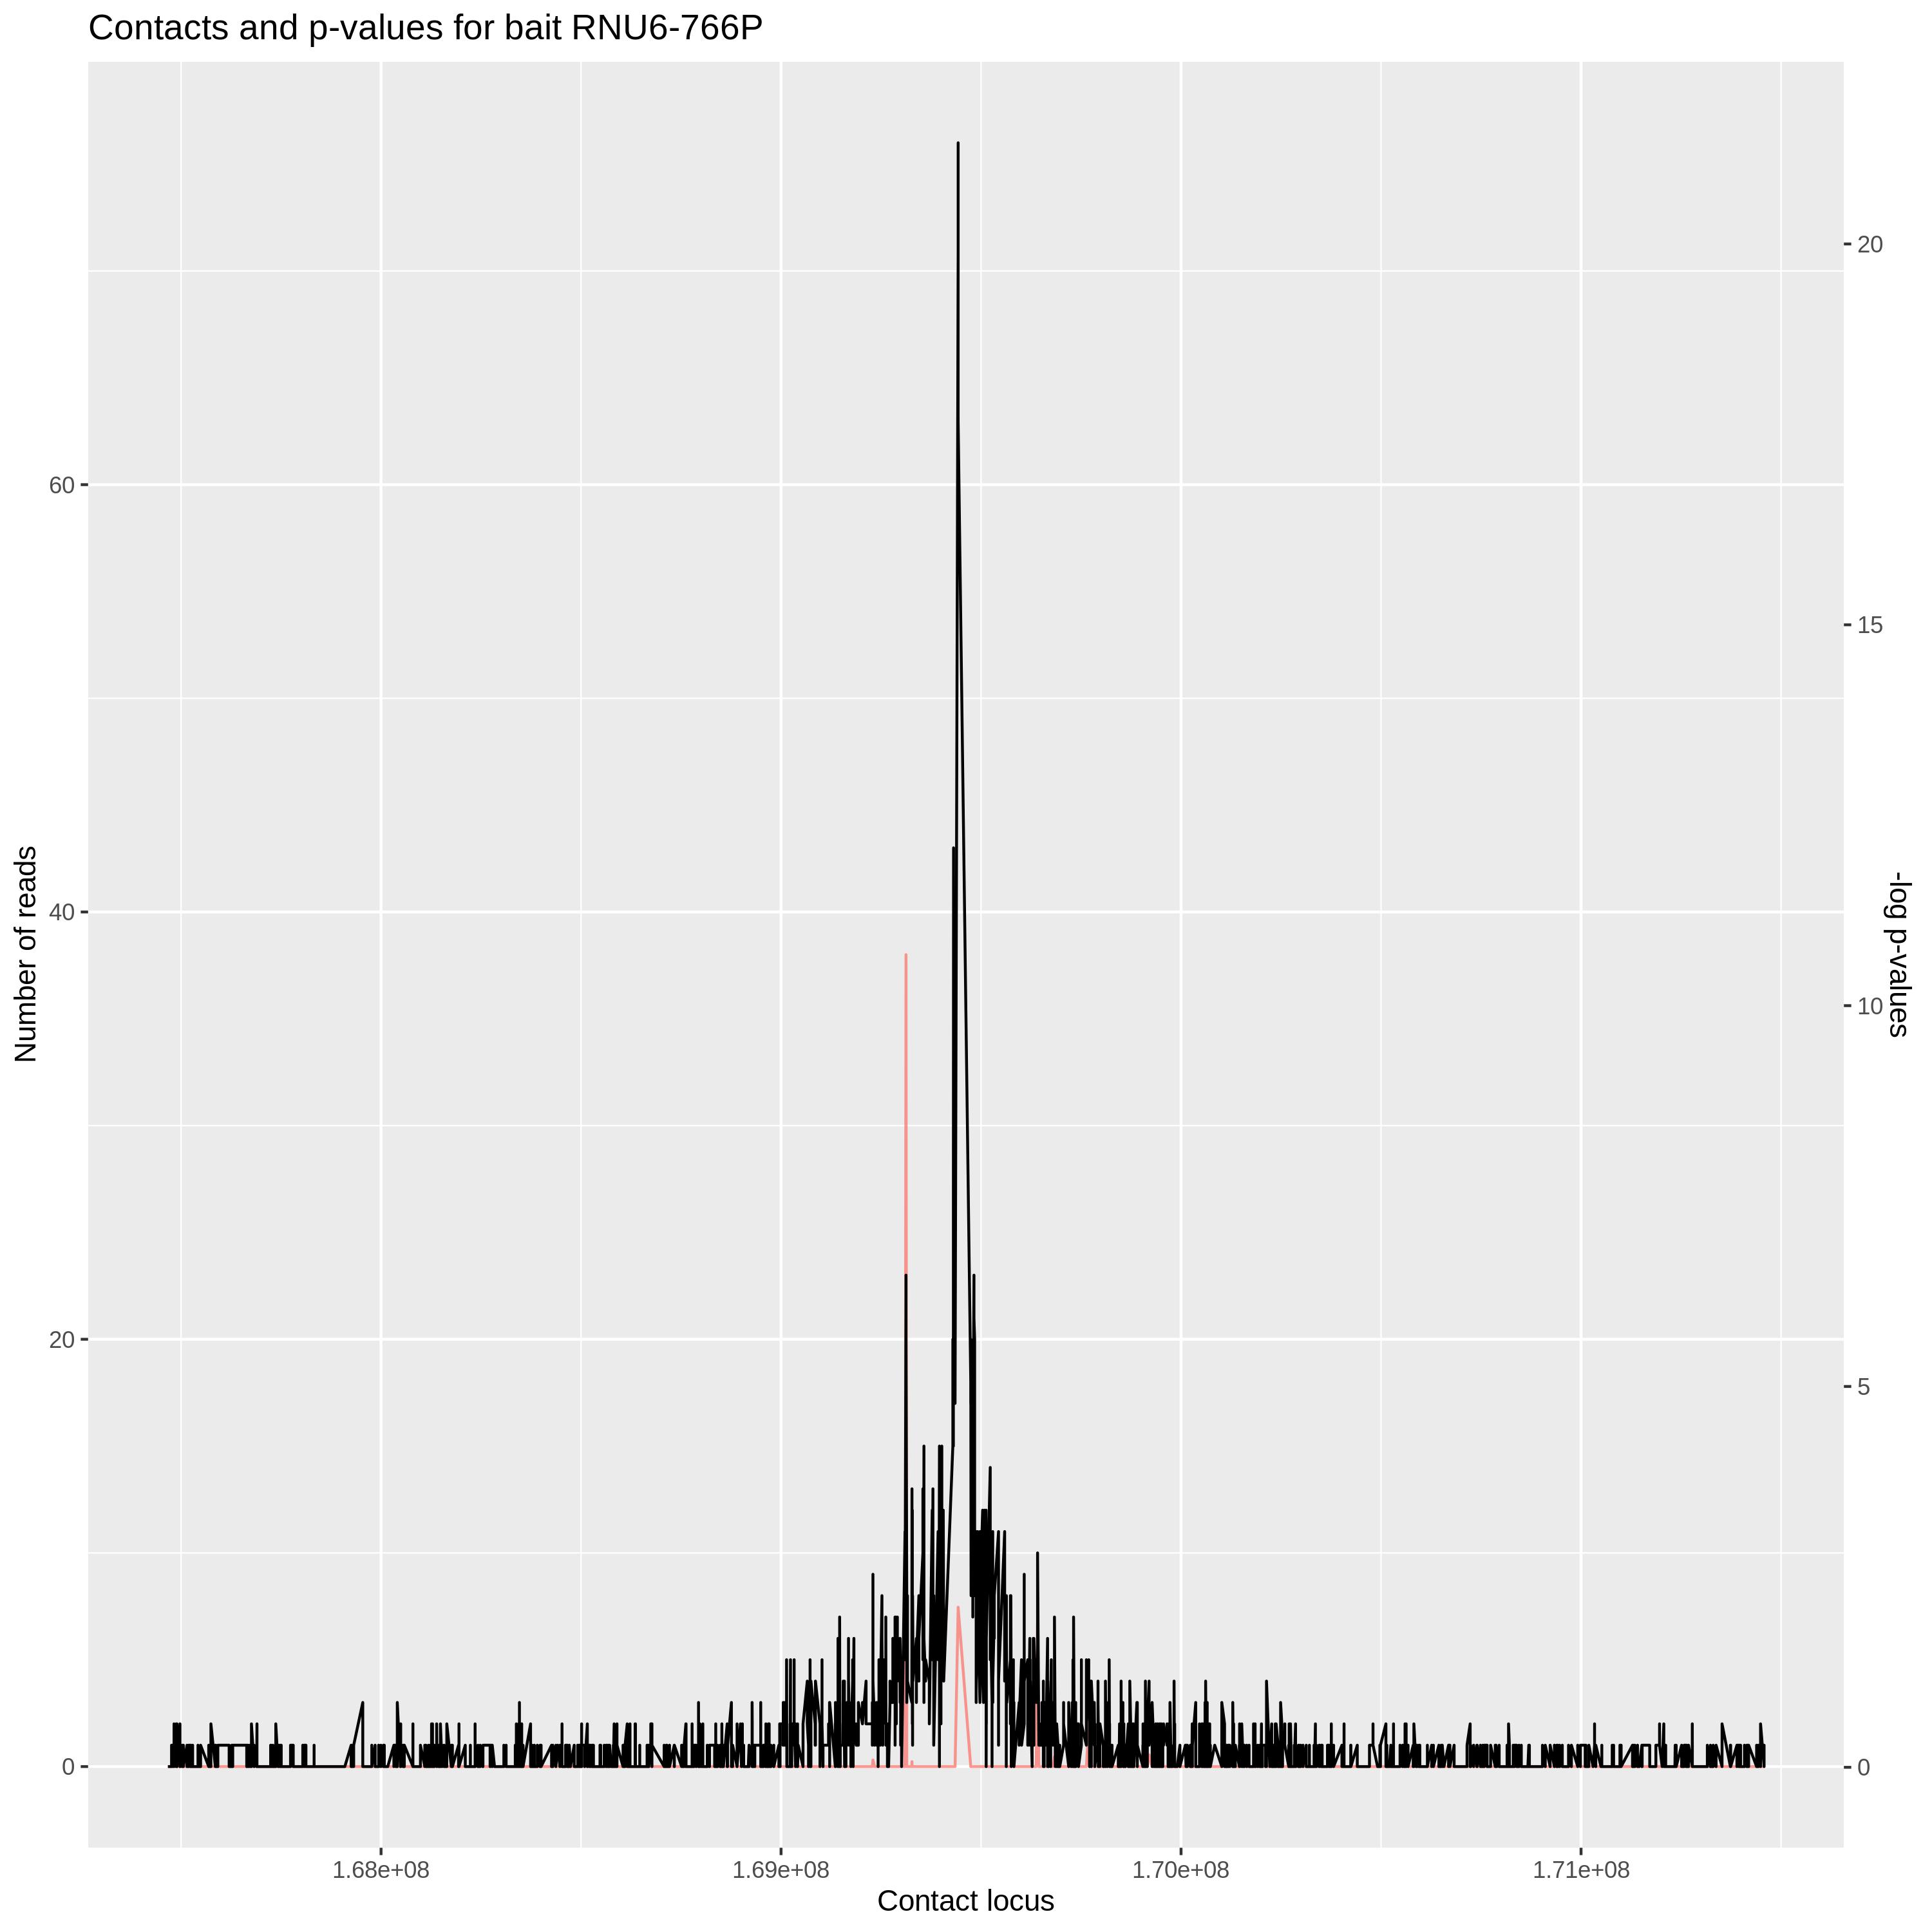 Contacts and p-values for bait RNU6-766P
Number of reads
60
40
20
0
20
15
10
5
0
-log p-values
1.68e+08 1.69e+08 1.70e+08 1.71e+08
Contact locus